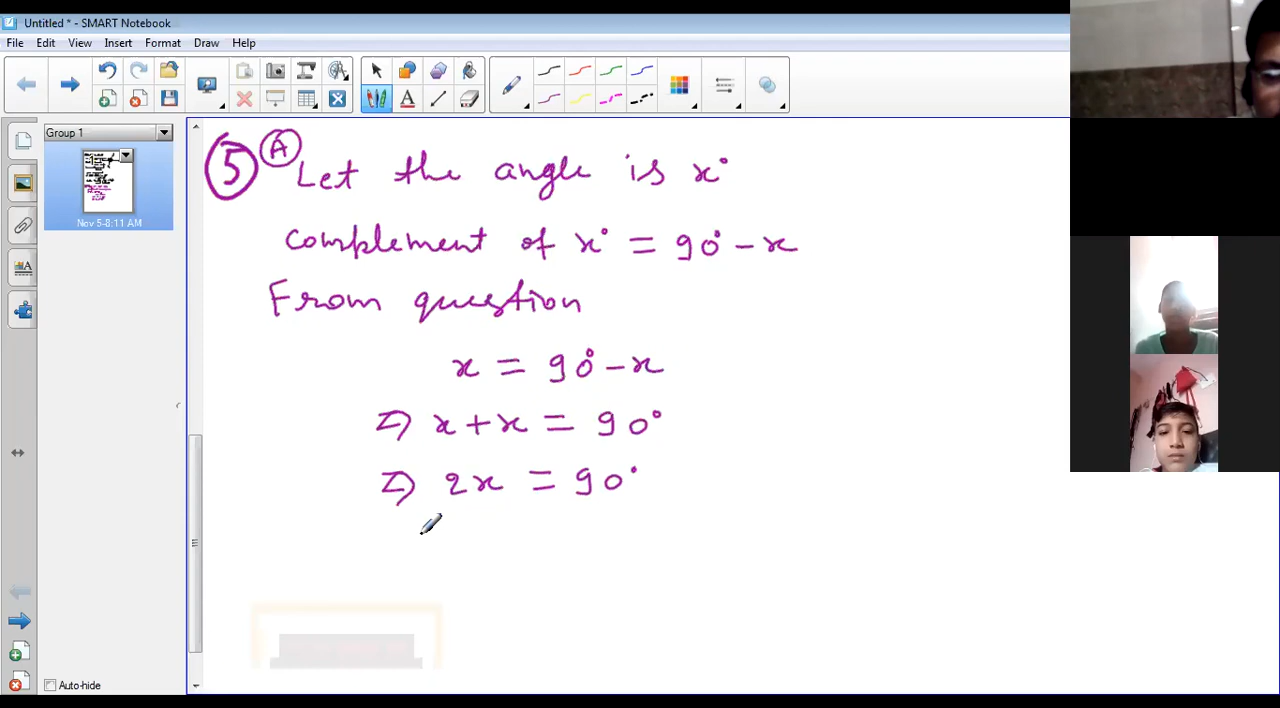 Untitled * - SMART Notebook
File Edit View Insert Format Draw Help
Group 1
Nov 5-8:11 AM
Auto-hide
5 A Let the angle is x°
complement of x° = 90° - x
From question
x = 90° - x
⇒ x + x = 90°
⇒ 2x = 90°